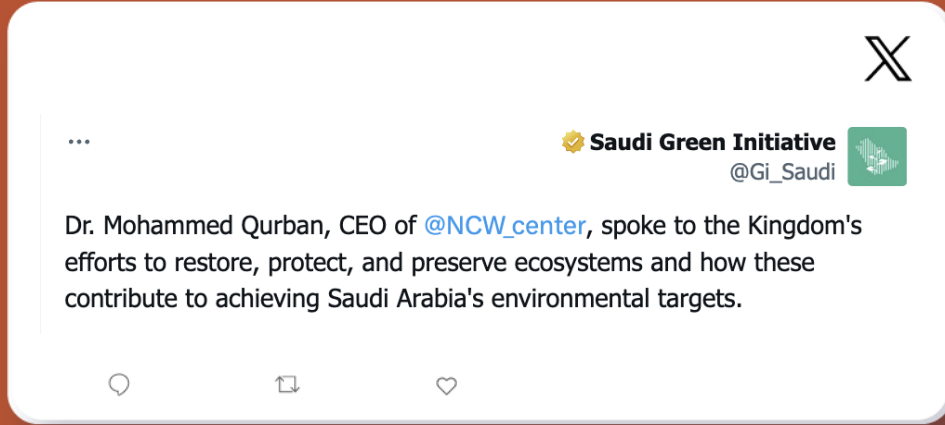 X
...
Saudi Green Initiative
@Gi_Saudi
Dr. Mohammed Qurban, CEO of @NCW_center, spoke to the Kingdom's
efforts to restore, protect, and preserve ecosystems and how these
contribute to achieving Saudi Arabia's environmental targets.